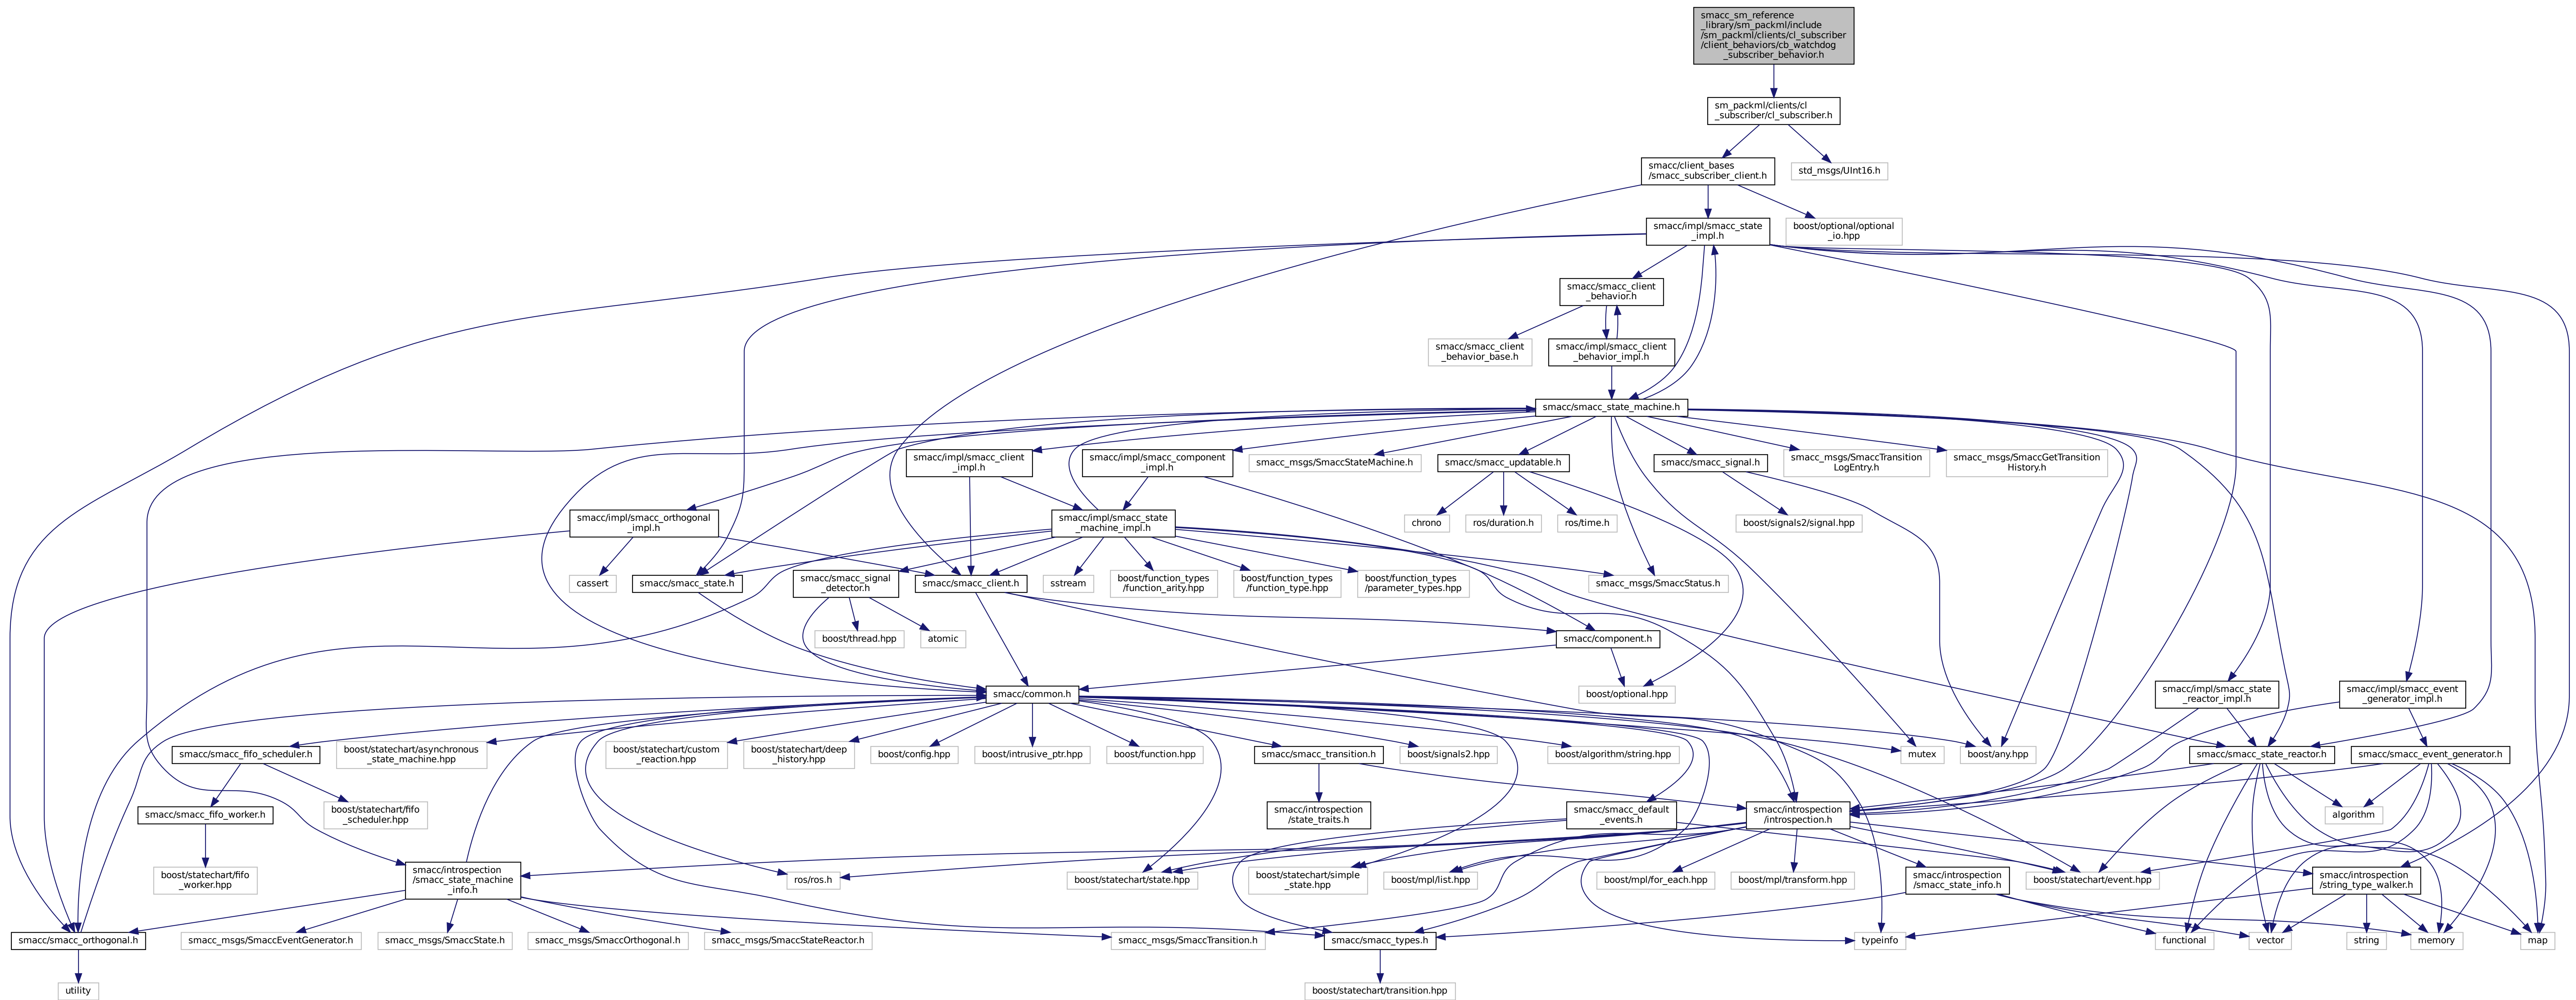 smacc_sm_reference
_library/sm_packml/include
/sm_packml/clients/cl_subscriber
/client_behaviors/cb_watchdog
_subscriber_behavior.h
sm_packml/clients/cl
_subscriber/cl_subscriber.h
smacc/client_bases
/smacc_subscriber_client.h
std_msgs/UInt16.h
smacc/impl/smacc_state
_impl.h
boost/optional/optional
_io.hpp
smacc/smacc_client
_behavior.h
smacc/smacc_client
_behavior_base.h
smacc/impl/smacc_client
_behavior_impl.h
smacc/smacc_state_machine.h
smacc/impl/smacc_client
_impl.h
smacc/impl/smacc_component
_impl.h
smacc_msgs/SmaccStateMachine.h
smacc/smacc_updatable.h
smacc/smacc_signal.h
smacc_msgs/SmaccTransition
LogEntry.h
smacc_msgs/SmaccGetTransition
History.h
smacc/impl/smacc_orthogonal
_impl.h
smacc/impl/smacc_state
_machine_impl.h
chrono
ros/duration.h
ros/time.h
boost/signals2/signal.hpp
cassert
smacc/smacc_state.h
smacc/smacc_signal
_detector.h
smacc/smacc_client.h
sstream
boost/function_types
/function_arity.hpp
boost/function_types
/function_type.hpp
boost/function_types
/parameter_types.hpp
smacc_msgs/SmaccStatus.h
boost/thread.hpp
atomic
smacc/component.h
smacc/common.h
boost/optional.hpp
smacc/impl/smacc_state
_reactor_impl.h
smacc/impl/smacc_event
_generator_impl.h
smacc/smacc_fifo_scheduler.h
boost/statechart/asynchronous
_state_machine.hpp
boost/statechart/custom
_reaction.hpp
boost/statechart/deep
_history.hpp
boost/config.hpp
boost/intrusive_ptr.hpp
boost/function.hpp
smacc/smacc_transition.h
boost/signals2.hpp
boost/algorithm/string.hpp
mutex
boost/any.hpp
smacc/smacc_state_reactor.h
smacc/smacc_event_generator.h
smacc/smacc_fifo_worker.h
boost/statechart/fifo
_scheduler.hpp
smacc/introspection
/state_traits.h
smacc/smacc_default
_events.h
smacc/introspection
/introspection.h
algorithm
boost/statechart/fifo
_worker.hpp
smacc/introspection
/smacc_state_machine
_info.h
ros/ros.h
boost/statechart/state.hpp
boost/statechart/simple
_state.hpp
boost/mpl/list.hpp
boost/mpl/for_each.hpp
boost/mpl/transform.hpp
smacc/introspection
/smacc_state_info.h
boost/statechart/event.hpp
smacc/introspection
/string_type_walker.h
smacc/smacc_orthogonal.h
smacc_msgs/SmaccEventGenerator.h
smacc_msgs/SmaccState.h
smacc_msgs/SmaccOrthogonal.h
smacc_msgs/SmaccStateReactor.h
smacc_msgs/SmaccTransition.h
smacc/smacc_types.h
typeinfo
functional
vector
string
memory
map
utility
boost/statechart/transition.hpp